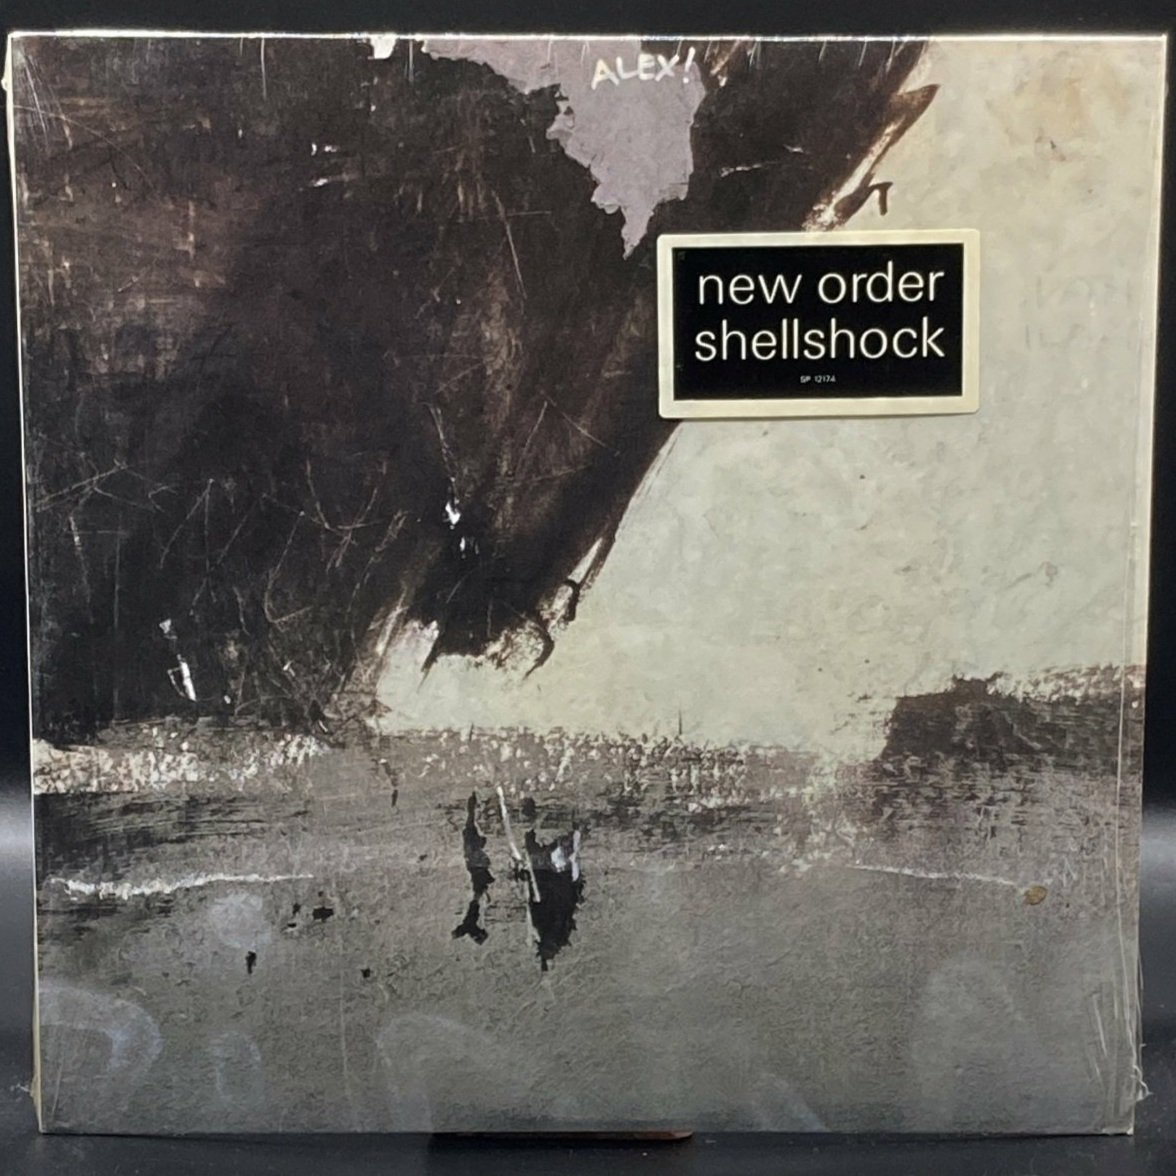 ALEX!
new order
shellshock
SP 12174